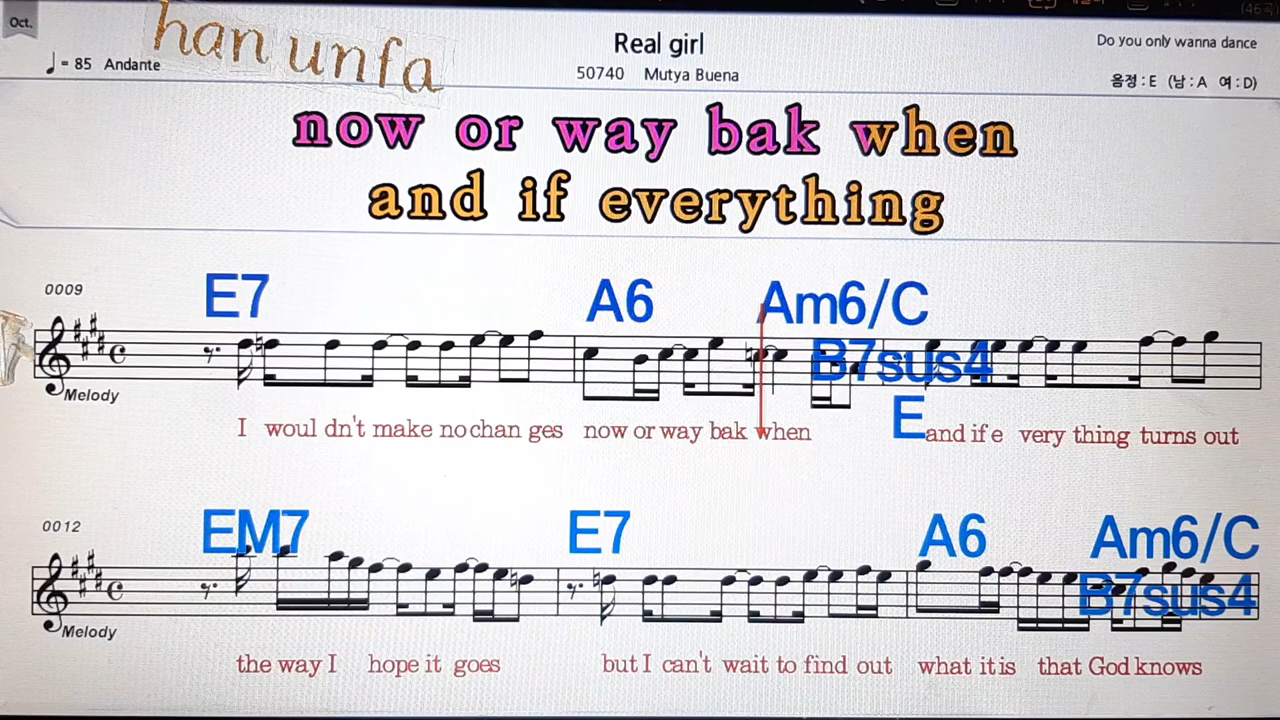 (46곡)
Oct.
han unfa
♩ = 85 Andante
Real girl
50740 Mutya Buena
Do you only wanna dance
음정 : E (남 : A 여 : D)
now or way bak when
and if everything
0009
E7 A6 Am6/C
B7sus4
E
Melody
I woul dn't make no chan ges now or way bak when and if e very thing turns out
0012
EM7 E7 A6 Am6/C
B7sus4
Melody
the way I hope it goes but I can't wait to find out what it is that God knows